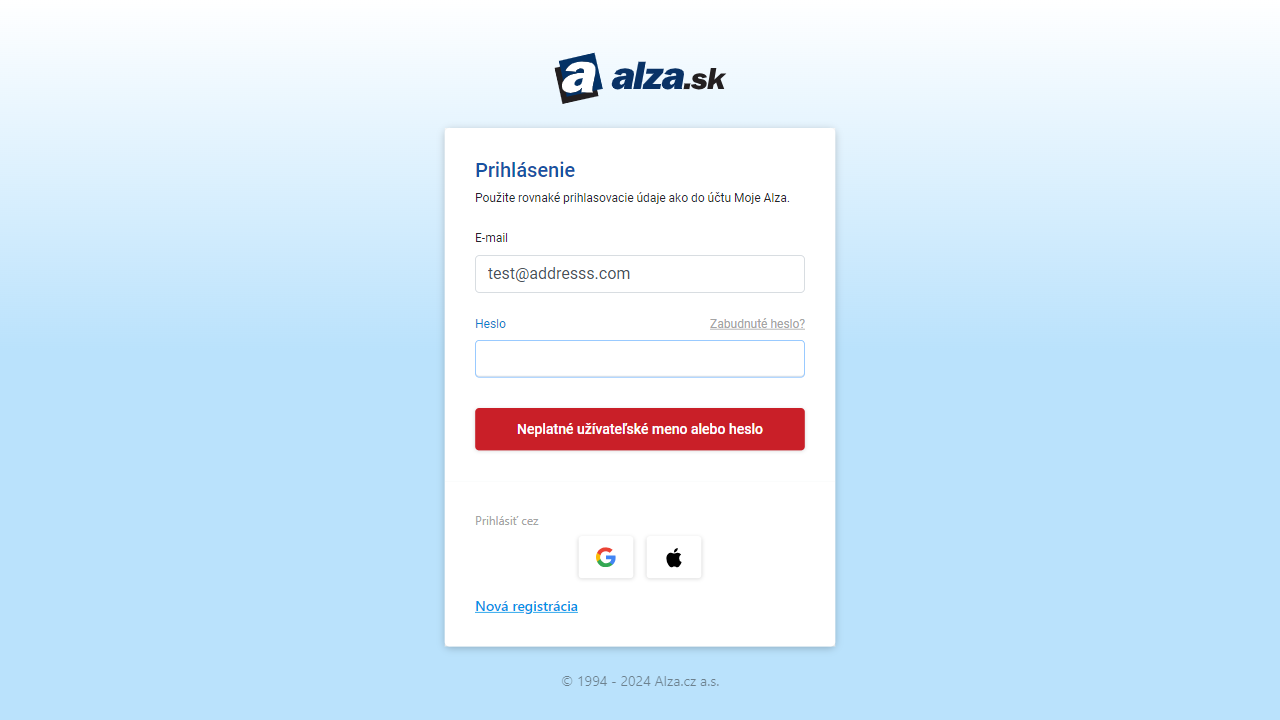 a alza.sk
Prihlásenie
Použite rovnaké prihlasovacie údaje ako do účtu Moje Alza.
E-mail
test@addresss.com
Heslo Zabudnuté heslo?
Neplatné užívateľské meno alebo heslo
Prihlásiť cez
Nová registrácia
© 1994 - 2024 Alza.cz a.s.